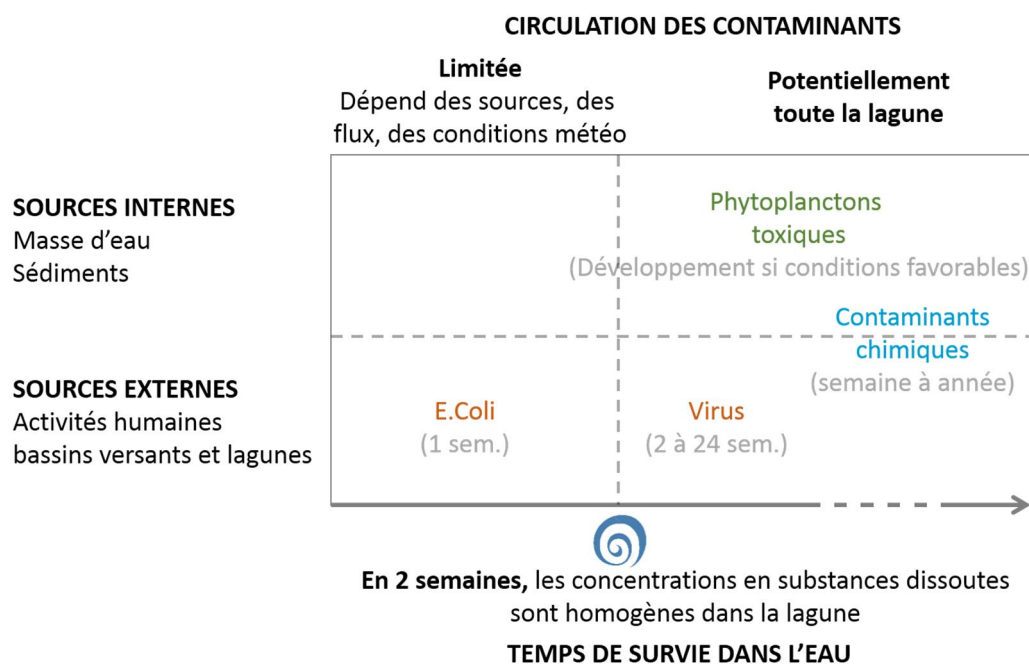 CIRCULATION DES CONTAMINANTS
Limitée
Dépend des sources, des
flux, des conditions météo
Potentiellement
toute la lagune
SOURCES INTERNES
Masse d'eau
Sédiments
Phytoplanctons
toxiques
(Développement si conditions favorables)
Contaminants
chimiques
(semaine à année)
SOURCES EXTERNES
Activités humaines
bassins versants et lagunes
E.Coli
(1 sem.)
Virus
(2 à 24 sem.)
En 2 semaines, les concentrations en substances dissoutes
sont homogènes dans la lagune
TEMPS DE SURVIE DANS L'EAU